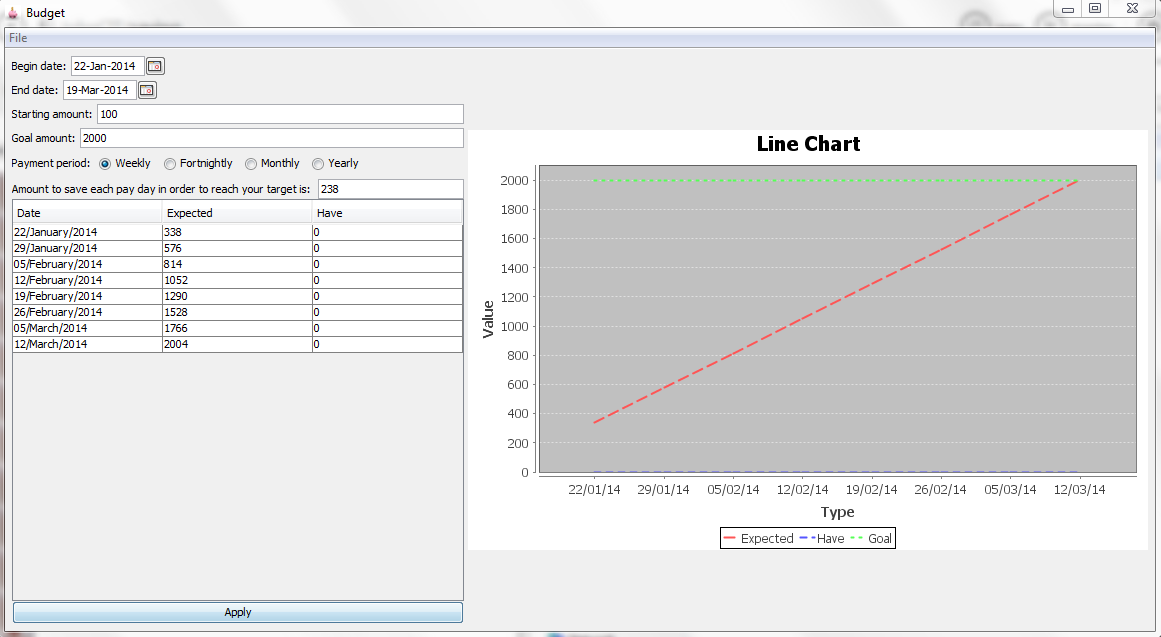 Budget
File
Begin date: 22-Jan-2014
End date: 19-Mar-2014
Starting amount: 100
Goal amount: 2000
Payment period: Weekly Fortnightly Monthly Yearly
Amount to save each pay day in order to reach your target is: 238
Date Expected Have
22/January/2014 338 0
29/January/2014 576 0
05/February/2014 814 0
12/February/2014 1052 0
19/February/2014 1290 0
26/February/2014 1528 0
05/March/2014 1766 0
12/March/2014 2004 0
Apply
Line Chart
Value
2000
1800
1600
1400
1200
1000
800
600
400
200
0
22/01/14 29/01/14 05/02/14 12/02/14 19/02/14 26/02/14 05/03/14 12/03/14
Type
Expected Have Goal